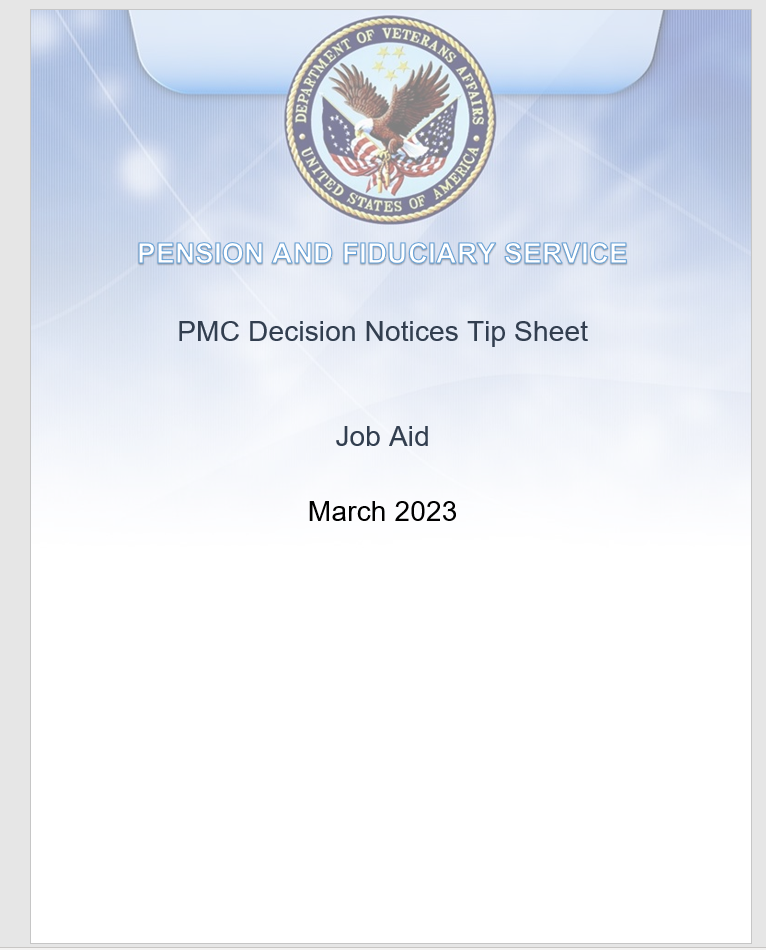 DEPARTMENT OF VETERANS AFFAIRS
UNITED STATES OF AMERICA
PENSION AND FIDUCIARY SERVICE
PMC Decision Notices Tip Sheet
Job Aid
March 2023